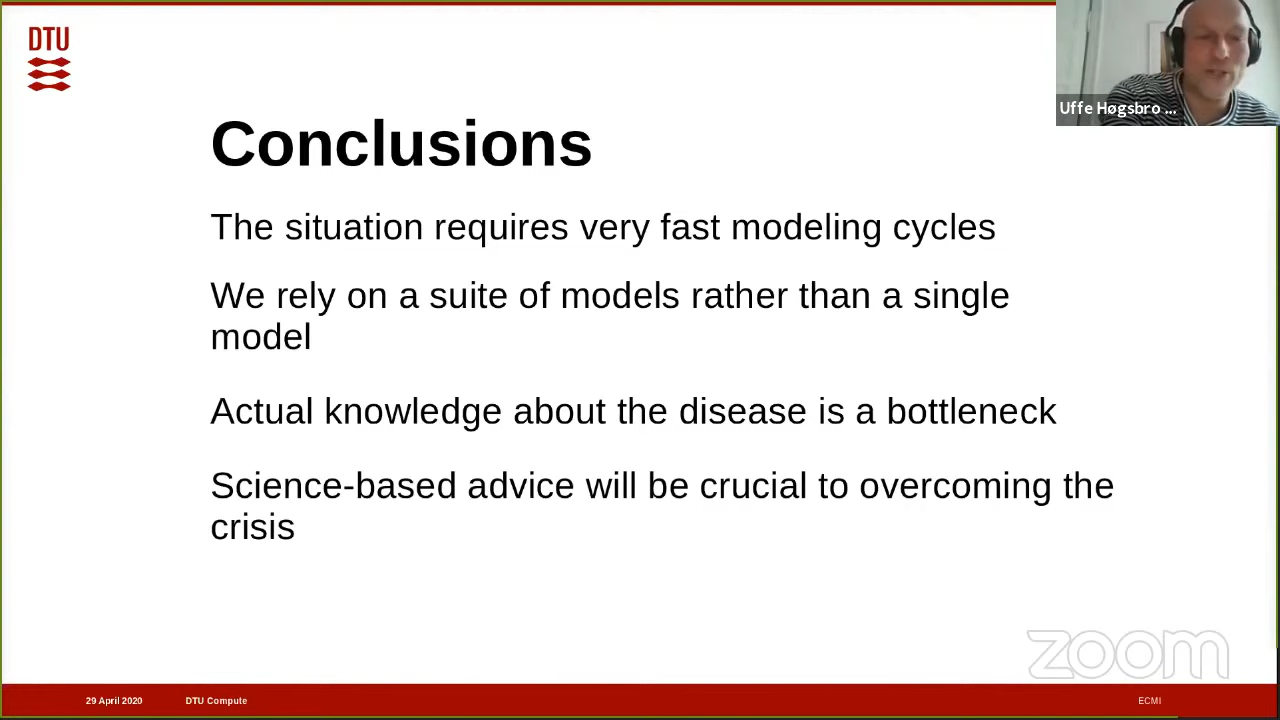 DTU
Uffe Høgsbro ...
Conclusions
The situation requires very fast modeling cycles
We rely on a suite of models rather than a single
model
Actual knowledge about the disease is a bottleneck
Science-based advice will be crucial to overcoming the
crisis
zoom
29 April 2020
DTU Compute
ECMI